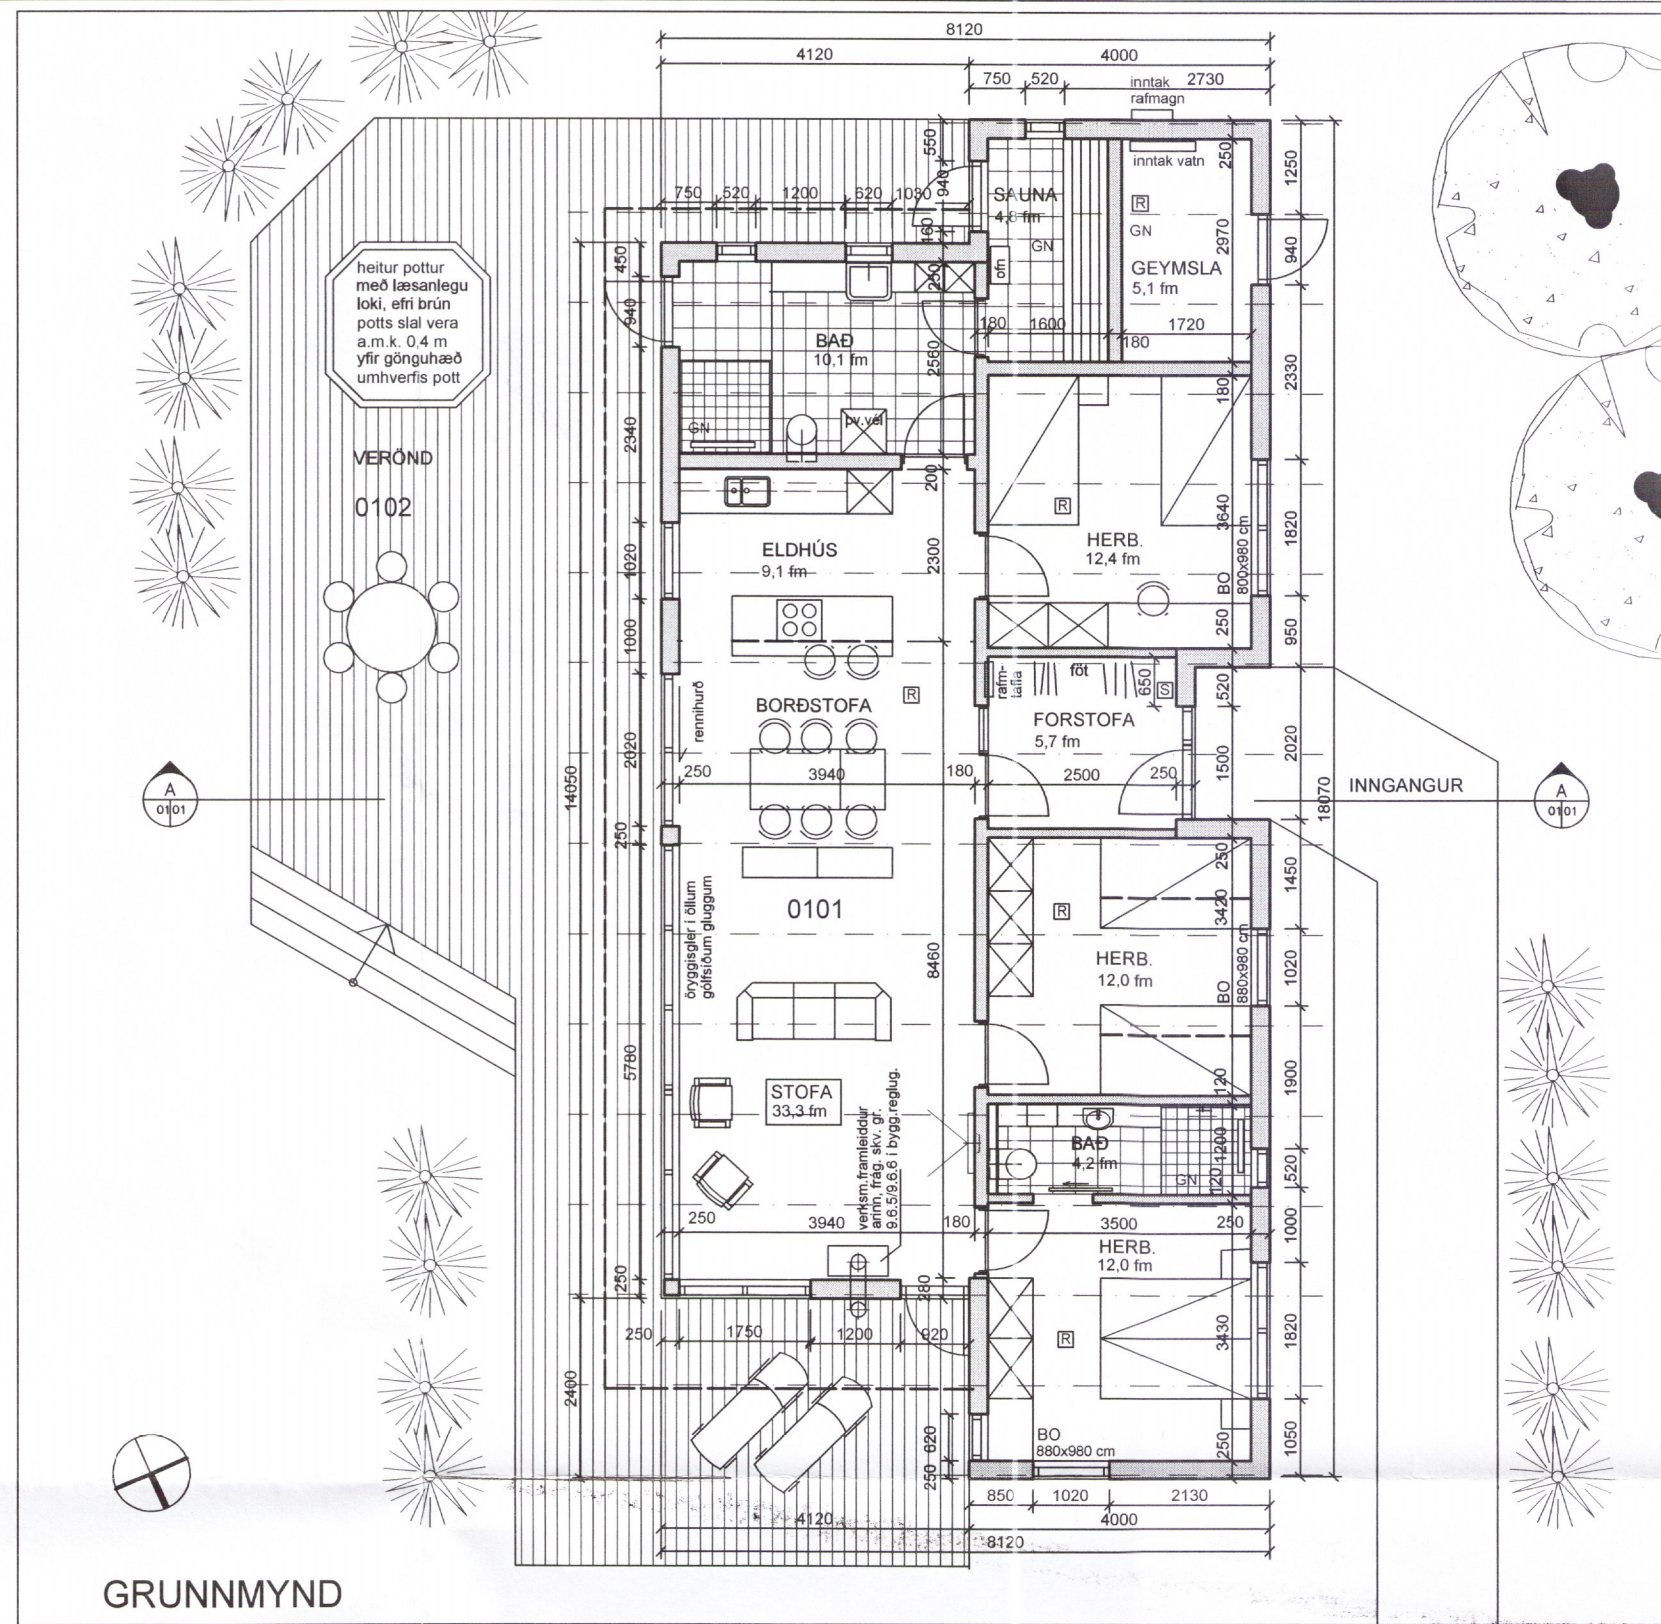 8120
4120
4000
750
520
inntak
rafmagn
2730
550
940
750
520
1200
620
1030
160
SAUNA
4,8 fm
GN
ofn
inntak vatn
R
GN
GEYMSLA
5,1 fm
250
2970
1250
940
2330
180
1600
180
1720
450
940
2340
heitur pottur
með læsanlegu
loki, efri brún
potts slal vera
a.m.k. 0,4 m
yfir gönguhæð
umhverfis pott
BAÐ
10,1 fm
250
2560
GN
þv.vél
200
VERÖND
0102
ELDHÚS
9,1 fm
2300
1020
1000
R
HERB.
12,4 fm
180
3640
BO
800x980 cm
250
1820
950
rennihurð
BORÐSTOFA
R
rafm-
tafla
föt
650
S
520
FORSTOFA
5,7 fm
2020
250
3940
180
2500
250
1500
2020
INNGANGUR
18070
A
0101
A
0101
14050
250
0101
öryggisgler í öllum
gólfsíðum gluggum
8460
R
HERB.
12,0 fm
250
3420
BO
880x980 cm
120
1450
1020
1900
5780
STOFA
33,3 fm
verksm.framleiddur
arinn, frág. skv. gr.
9.6.5/9.6.6 í bygg.reglug.
BAÐ
4,2 fm
GN
1200
120
520
250
3940
180
3500
250
1000
HERB.
12,0 fm
250
280
250
1750
1200
920
R
3430
1820
2400
BO
880x980 cm
620
250
250
1050
850
1020
2130
4120
4000
8120
GRUNNMYND